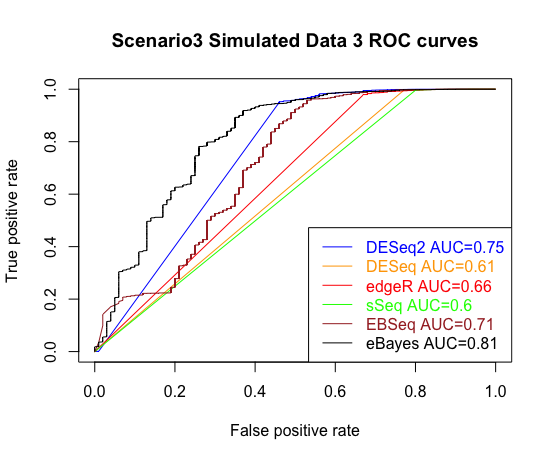 Scenario3 Simulated Data 3 ROC curves
True positive rate
1.0
0.8
0.6
0.4
0.2
0.0
DESeq2 AUC=0.75
DESeq AUC=0.61
edgeR AUC=0.66
sSeq AUC=0.6
EBSeq AUC=0.71
eBayes AUC=0.81
0.0 0.2 0.4 0.6 0.8 1.0
False positive rate